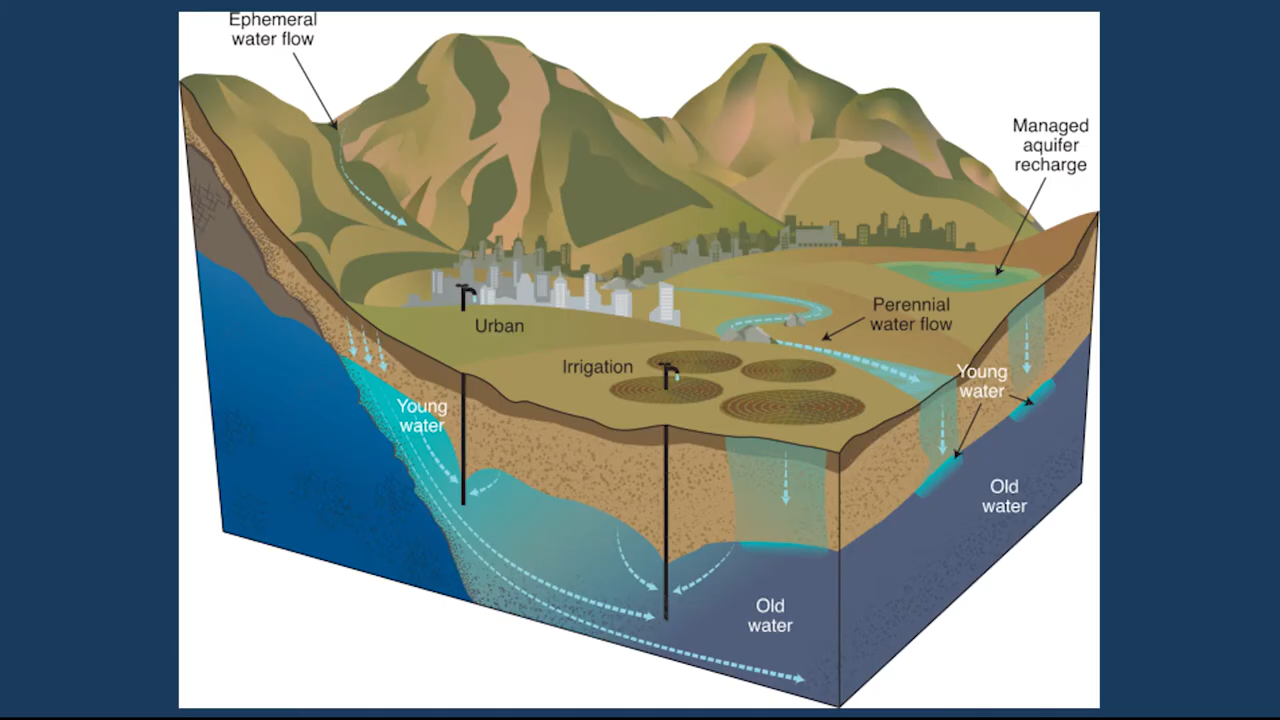 Ephemeral
water flow
Managed
aquifer
recharge
Perennial
water flow
Urban
Irrigation
Young
water
Young
water
Old
water
Old
water